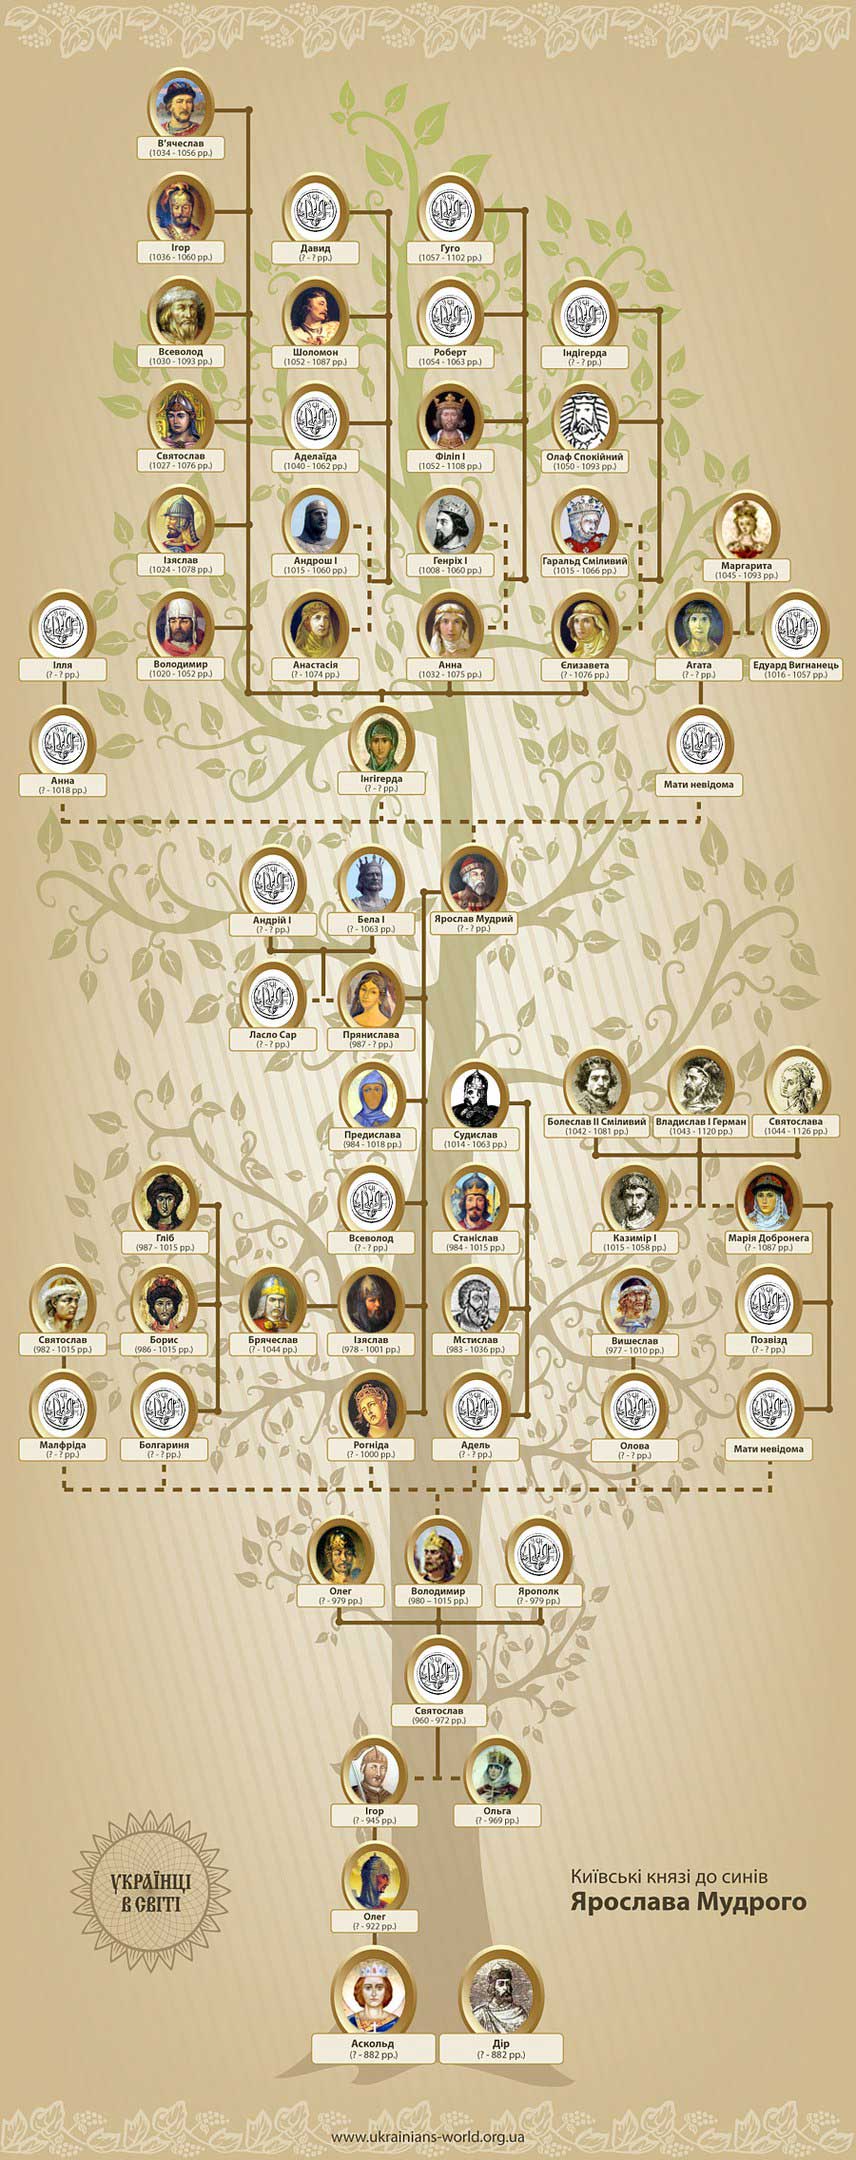 В'ячеслав
(1034 - 1056 рр.)
Ігор
(1036 - 1060 рр.)
Давид
(? - ? рр.)
Гуго
(1057 - 1102 рр.)
Всеволод
(1030 - 1093 рр.)
Шоломон
(1052 - 1087 рр.)
Роберт
(1054 - 1063 рр.)
Індігерда
(? - ? рр.)
Святослав
(1027 - 1076 рр.)
Аделаїда
(1040 - 1062 рр.)
Філіп І
(1052 - 1108 рр.)
Олаф Спокійний
(1050 - 1093 рр.)
Ізяслав
(1024 - 1078 рр.)
Андрош І
(1015 - 1060 рр.)
Генріх І
(1008 - 1060 рр.)
Гаральд Сміливий
(1015 - 1066 рр.)
Маргарита
(1045 - 1093 рр.)
Ілля
(? - ? рр.)
Володимир
(1020 - 1052 рр.)
Анастасія
(? - 1074 рр.)
Анна
(1032 - 1075 рр.)
Єлизавета
(? - 1076 рр.)
Агата
(? - ? рр.)
Едуард Вигнанець
(1016 - 1057 рр.)
Анна
(? - 1018 рр.)
Інгігерда
(? - ? рр.)
Мати невідома
Андрій І
(? - ? рр.)
Бела І
(? - 1063 рр.)
Ярослав Мудрий
(? - ? рр.)
Ласло Сар
(? - ? рр.)
Прянислава
(987 - ? рр.)
Предислава
(984 - 1018 рр.)
Судислав
(1014 - 1063 рр.)
Болеслав ІІ Сміливий
(1042 - 1081 рр.)
Владислав І Герман
(1043 - 1120 рр.)
Святослава
(1044 - 1126 рр.)
Гліб
(987 - 1015 рр.)
Всеволод
(? - ? рр.)
Станіслав
(984 - 1015 рр.)
Казимір І
(1015 - 1058 рр.)
Марія Добронега
(? - 1087 рр.)
Святослав
(982 - 1015 рр.)
Борис
(986 - 1015 рр.)
Брячеслав
(? - 1044 рр.)
Ізяслав
(978 - 1001 рр.)
Мстислав
(983 - 1036 рр.)
Вишеслав
(977 - 1010 рр.)
Позвізд
(? - ? рр.)
Малфріда
(? - ? рр.)
Болгариня
(? - ? рр.)
Рогніда
(? - 1000 рр.)
Адель
(? - ? рр.)
Олова
(? - ? рр.)
Мати невідома
Олег
(? - 979 рр.)
Володимир
(980 – 1015 рр.)
Ярополк
(? - 979 рр.)
Святослав
(960 - 972 рр.)
Ігор
(? - 945 рр.)
Ольга
(? - 969 рр.)
УКРАЇНЦІ
В СВІТІ
Київські князі до синів
Ярослава Мудрого
Олег
(? - 922 рр.)
Аскольд
(? - 882 рр.)
Дір
(? - 882 рр.)
www.ukrainians-world.org.ua